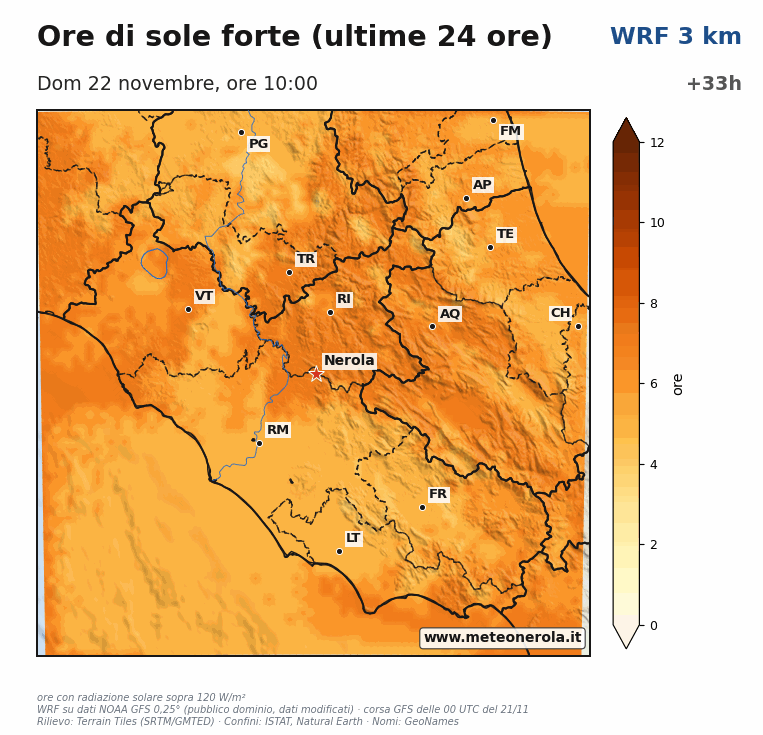 Ore di sole forte (ultime 24 ore)
WRF 3 km
Dom 22 novembre, ore 10:00
+33h
FM
PG
AP
TE
TR
VT
RI
AQ
CH
Nerola
RM
FR
LT
www.meteonerola.it
12
10
8
6
4
2
0
ore
ore con radiazione solare sopra 120 W/m²
WRF su dati NOAA GFS 0,25° (pubblico dominio, dati modificati) · corsa GFS delle 00 UTC del 21/11
Rilievo: Terrain Tiles (SRTM/GMTED) · Confini: ISTAT, Natural Earth · Nomi: GeoNames